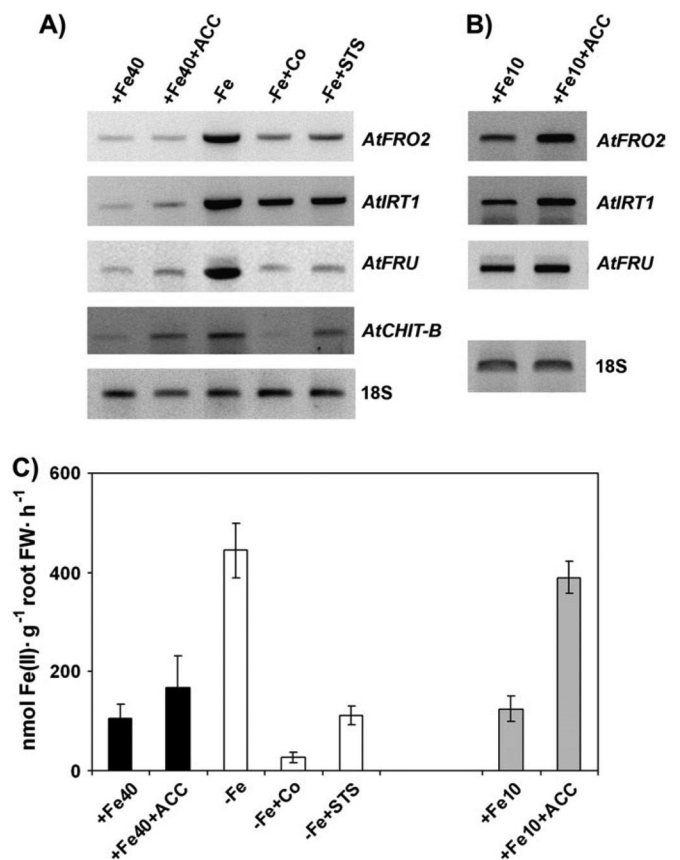 A)
+Fe40
+Fe40+ACC
-Fe
-Fe+Co
-Fe+STS
AtFRO2
AtIRT1
AtFRU
AtCHIT-B
18S
B)
+Fe10
+Fe10+ACC
AtFRO2
AtIRT1
AtFRU
18S
C)
nmol Fe(II)· g⁻¹ root FW· h⁻¹
600
400
200
0
+Fe40
+Fe40+ACC
-Fe
-Fe+Co
-Fe+STS
+Fe10
+Fe10+ACC